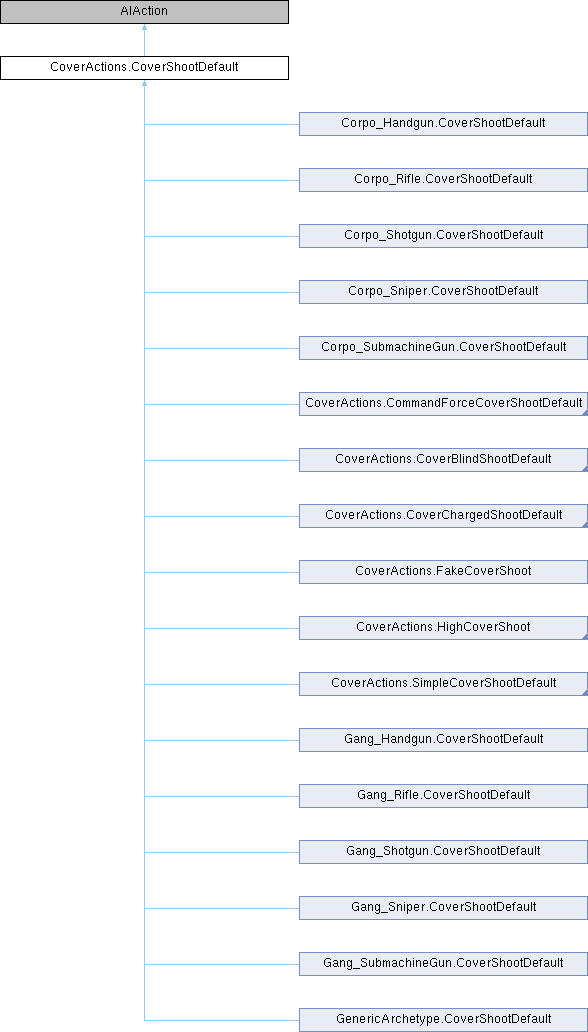 AIAction
CoverActions.CoverShootDefault
Corpo_Handgun.CoverShootDefault
Corpo_Rifle.CoverShootDefault
Corpo_Shotgun.CoverShootDefault
Corpo_Sniper.CoverShootDefault
Corpo_SubmachineGun.CoverShootDefault
CoverActions.CommandForceCoverShootDefault
CoverActions.CoverBlindShootDefault
CoverActions.CoverChargedShootDefault
CoverActions.FakeCoverShoot
CoverActions.HighCoverShoot
CoverActions.SimpleCoverShootDefault
Gang_Handgun.CoverShootDefault
Gang_Rifle.CoverShootDefault
Gang_Shotgun.CoverShootDefault
Gang_Sniper.CoverShootDefault
Gang_SubmachineGun.CoverShootDefault
GenericArchetype.CoverShootDefault